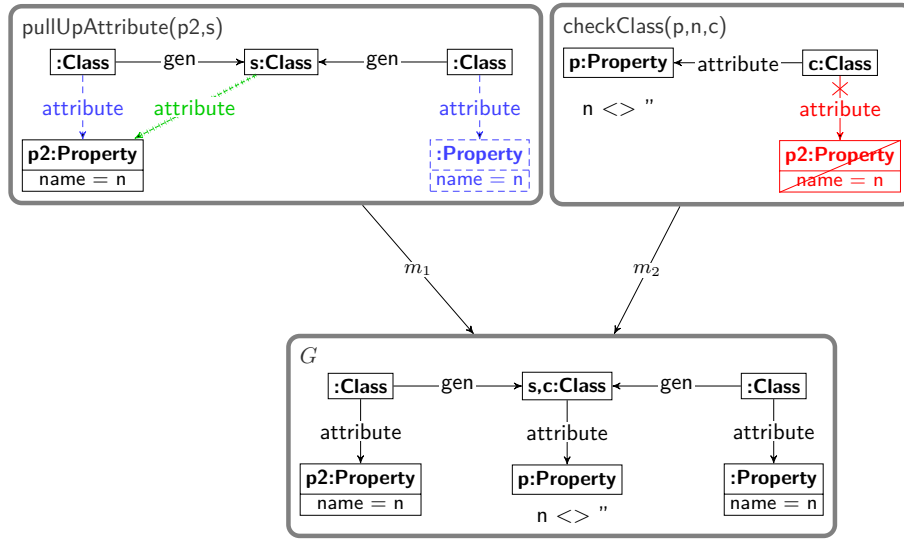 pullUpAttribute(p2,s)
:Class gen s:Class gen :Class
attribute attribute attribute
p2:Property :Property
name = n name = n
checkClass(p,n,c)
p:Property attribute c:Class
n <> " attribute
p2:Property
name = n
m1 m2
G
:Class gen s,c:Class gen :Class
attribute attribute attribute
p2:Property p:Property :Property
name = n name = n
n <> "